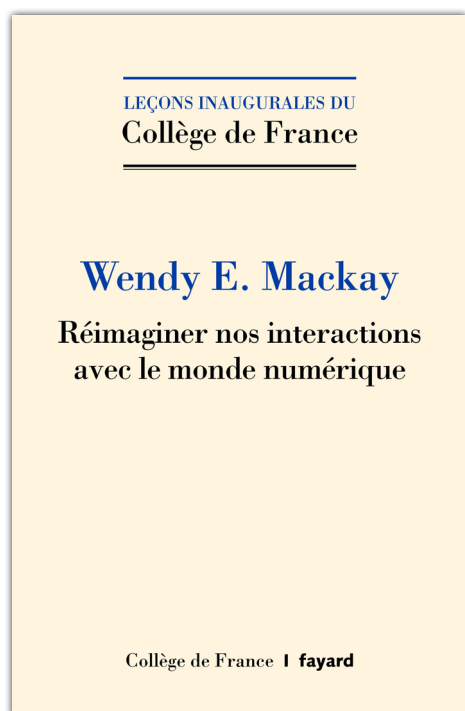 LEÇONS INAUGURALES DU
Collège de France
Wendy E. Mackay
Réimaginer nos interactions
avec le monde numérique
Collège de France I fayard